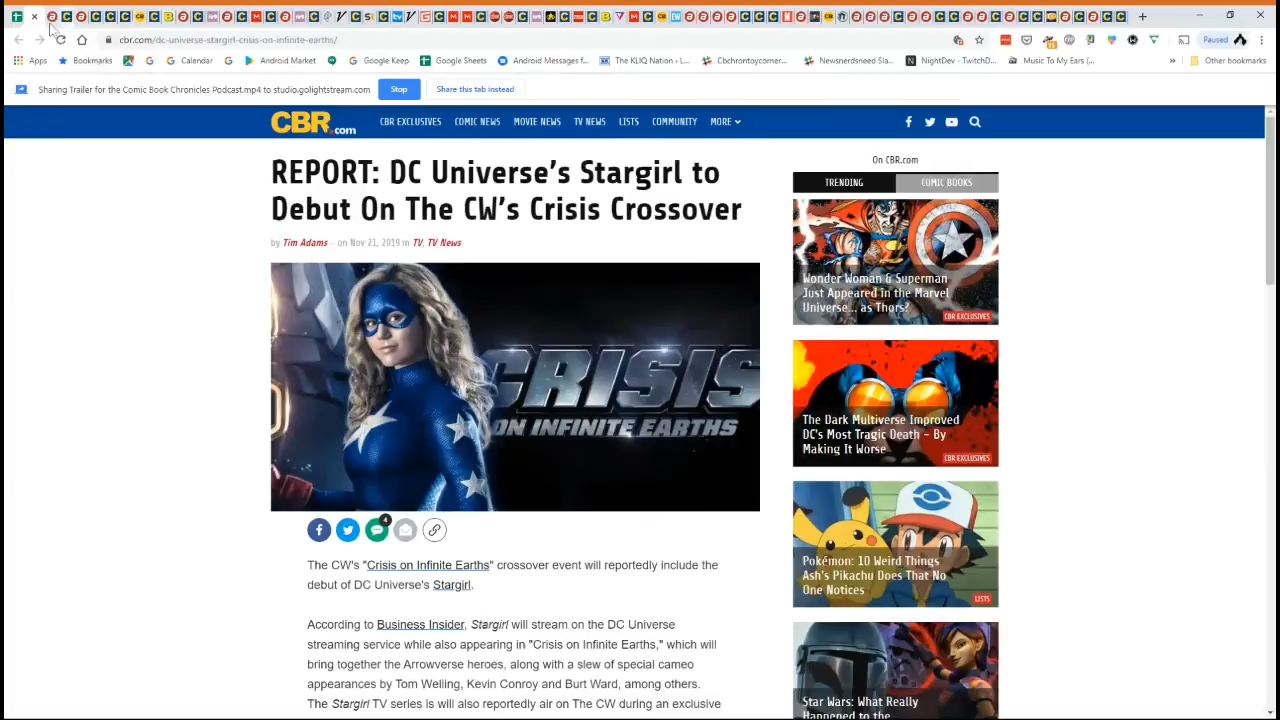 cbr.com/dc-universe-stargirl-crisis-on-infinite-earths/
Paused
Apps
Bookmarks
Calendar
Android Market
Google Keep
Google Sheets
Android Messages f...
The KLIQ Nation › L...
Cbchrontoycorner...
Newsnerdsneed Sla...
NightDev - TwitchD...
Music To My Ears (...
»
Other bookmarks
Sharing Trailer for the Comic Book Chronicles Podcast.mp4 to studio.golightstream.com
Stop
Share this tab instead
CBR.com
CBR EXCLUSIVES
COMIC NEWS
MOVIE NEWS
TV NEWS
LISTS
COMMUNITY
MORE
REPORT: DC Universe's Stargirl to
Debut On The CW's Crisis Crossover
by Tim Adams – on Nov 21, 2019 in TV, TV News
CRISIS
ON INFINITE EARTHS
4
The CW's "Crisis on Infinite Earths" crossover event will reportedly include the
debut of DC Universe's Stargirl.
According to Business Insider, Stargirl will stream on the DC Universe
streaming service while also appearing in "Crisis on Infinite Earths," which will
bring together the Arrowverse heroes, along with a slew of special cameo
appearances by Tom Welling, Kevin Conroy and Burt Ward, among others.
The Stargirl TV series is will also reportedly air on The CW during an exclusive
On CBR.com
TRENDING
COMIC BOOKS
Wonder Woman & Superman
Just Appeared in the Marvel
Universe... as Thors?
CBR EXCLUSIVES
The Dark Multiverse Improved
DC's Most Tragic Death – By
Making It Worse
CBR EXCLUSIVES
Pokémon: 10 Weird Things
Ash's Pikachu Does That No
One Notices
LISTS
Star Wars: What Really
Happened to the